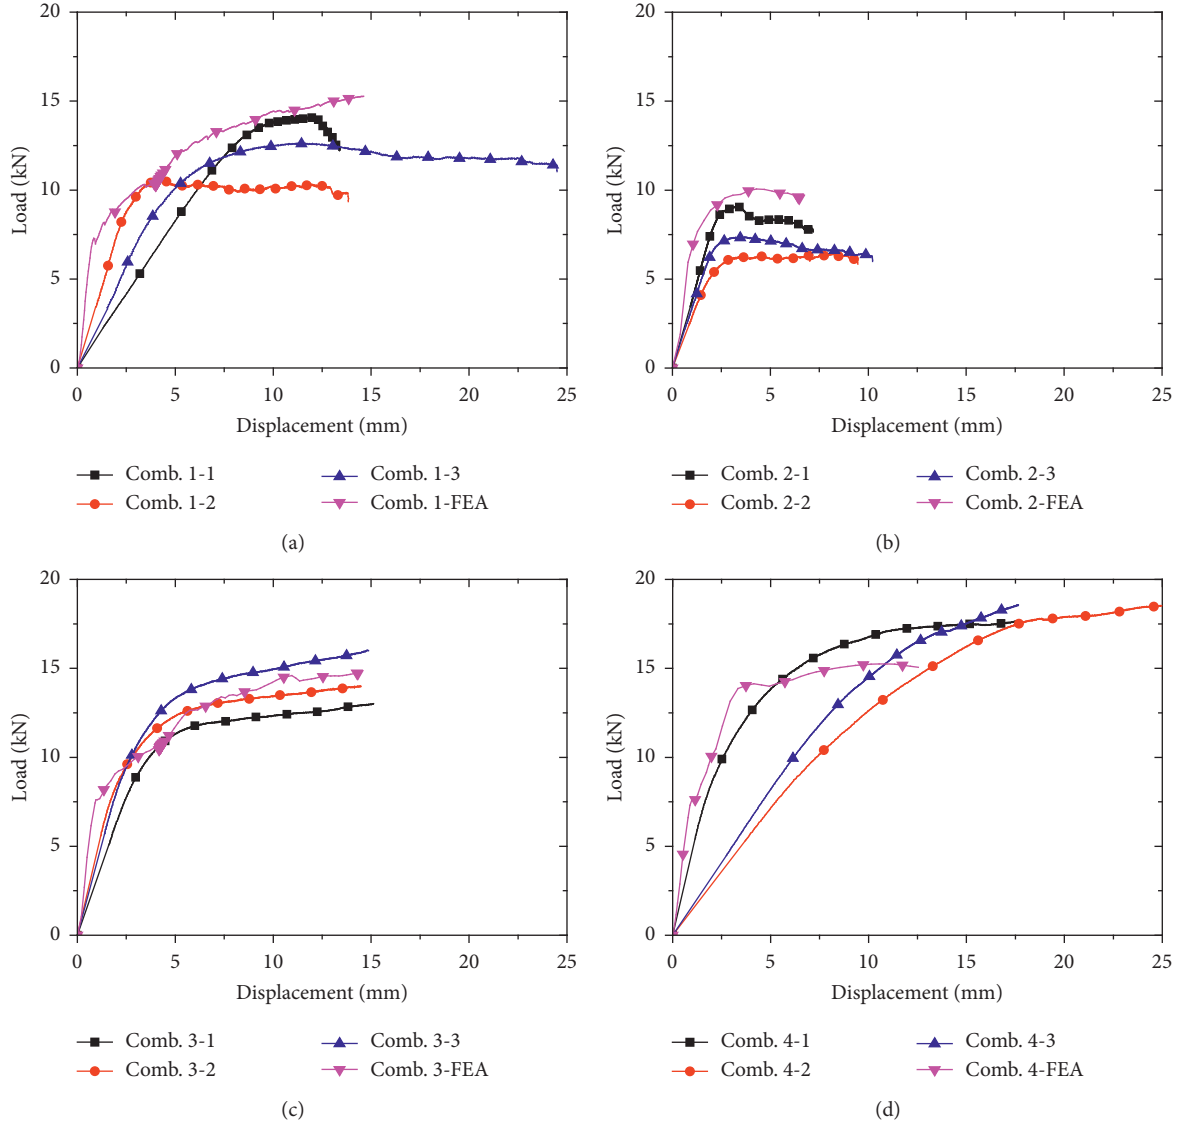 20
15
10
5
0
Load (kN)
0 5 10 15 20 25
Displacement (mm)
Comb. 1-1
Comb. 1-2
Comb. 1-3
Comb. 1-FEA
(a)
20
15
10
5
0
Load (kN)
0 5 10 15 20 25
Displacement (mm)
Comb. 2-1
Comb. 2-2
Comb. 2-3
Comb. 2-FEA
(b)
20
15
10
5
0
Load (kN)
0 5 10 15 20 25
Displacement (mm)
Comb. 3-1
Comb. 3-2
Comb. 3-3
Comb. 3-FEA
(c)
20
15
10
5
0
Load (kN)
0 5 10 15 20 25
Displacement (mm)
Comb. 4-1
Comb. 4-2
Comb. 4-3
Comb. 4-FEA
(d)